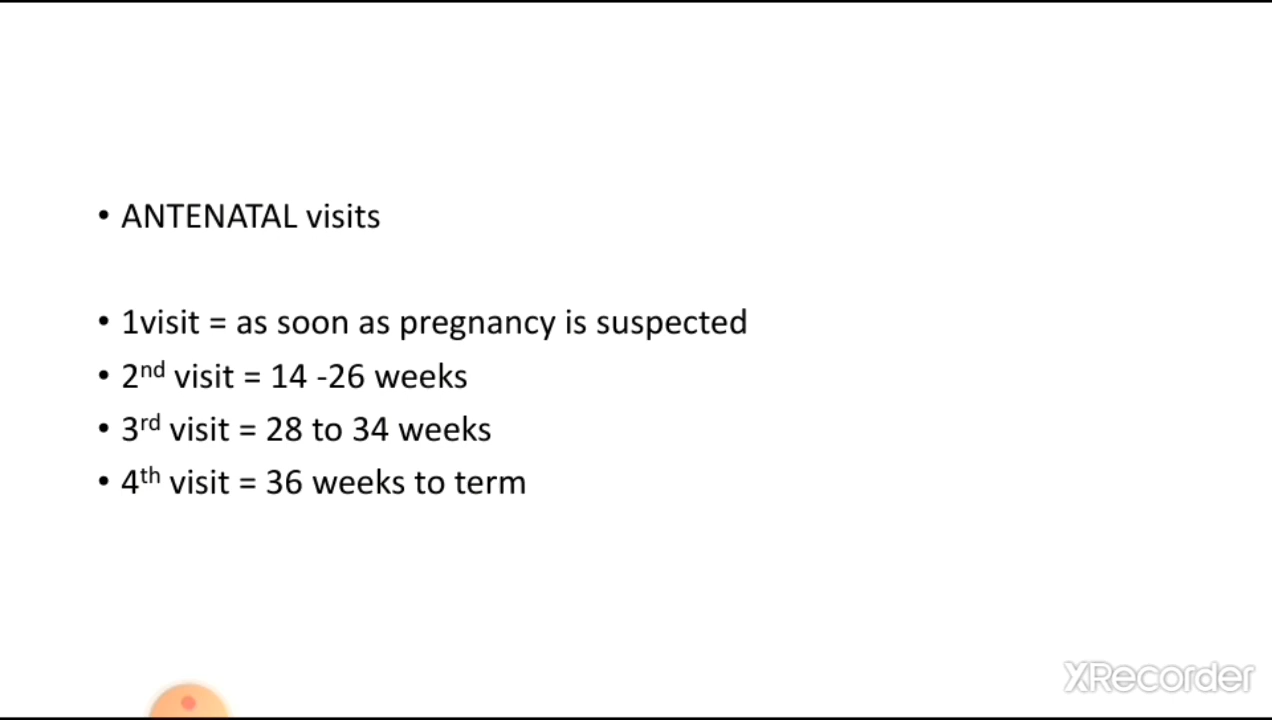 • ANTENATAL visits
• 1visit = as soon as pregnancy is suspected
• 2nd visit = 14 -26 weeks
• 3rd visit = 28 to 34 weeks
• 4th visit = 36 weeks to term
XRecorder